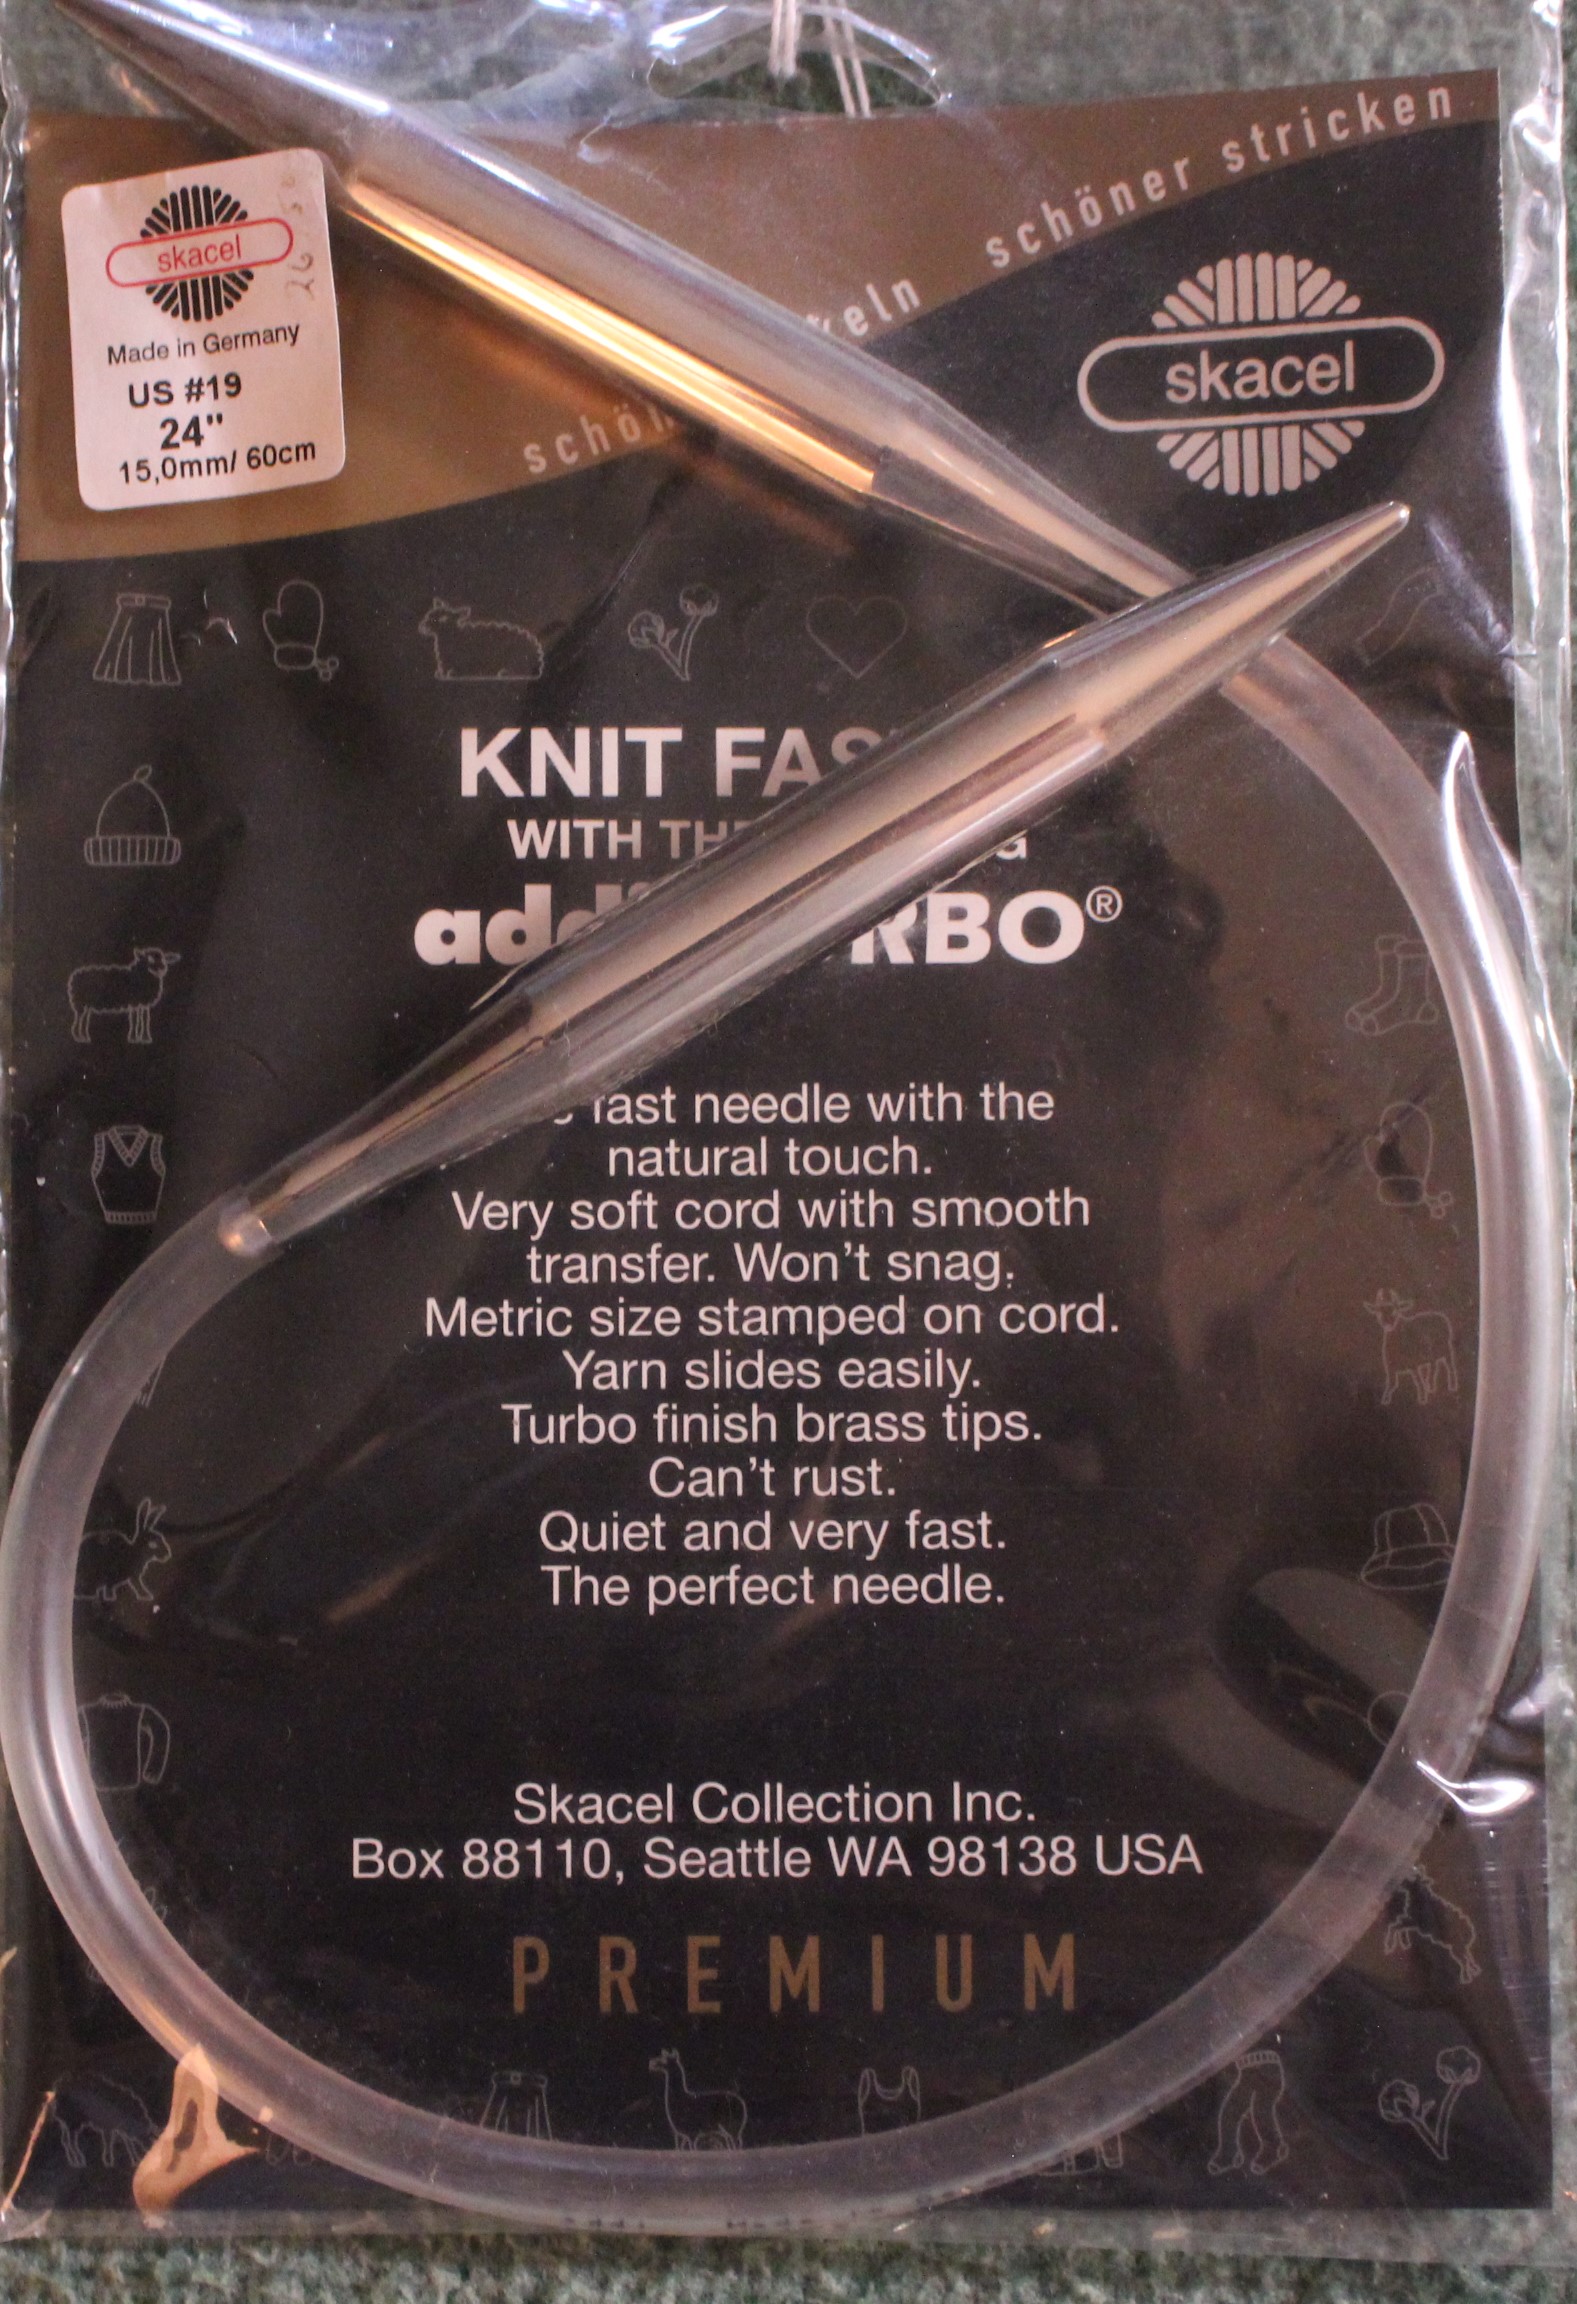 schöner stricken
skacel
Made in Germany
US #19
24"
15,0mm/ 60cm
skacel
KNIT
WITH
RBO®
fast needle with the
natural touch.
Very soft cord with smooth
transfer. Won't snag.
Metric size stamped on cord.
Yarn slides easily.
Turbo finish brass tips.
Can't rust.
Quiet and very fast.
The perfect needle.
Skacel Collection Inc.
Box 88110, Seattle WA 98138 USA
PREMIUM